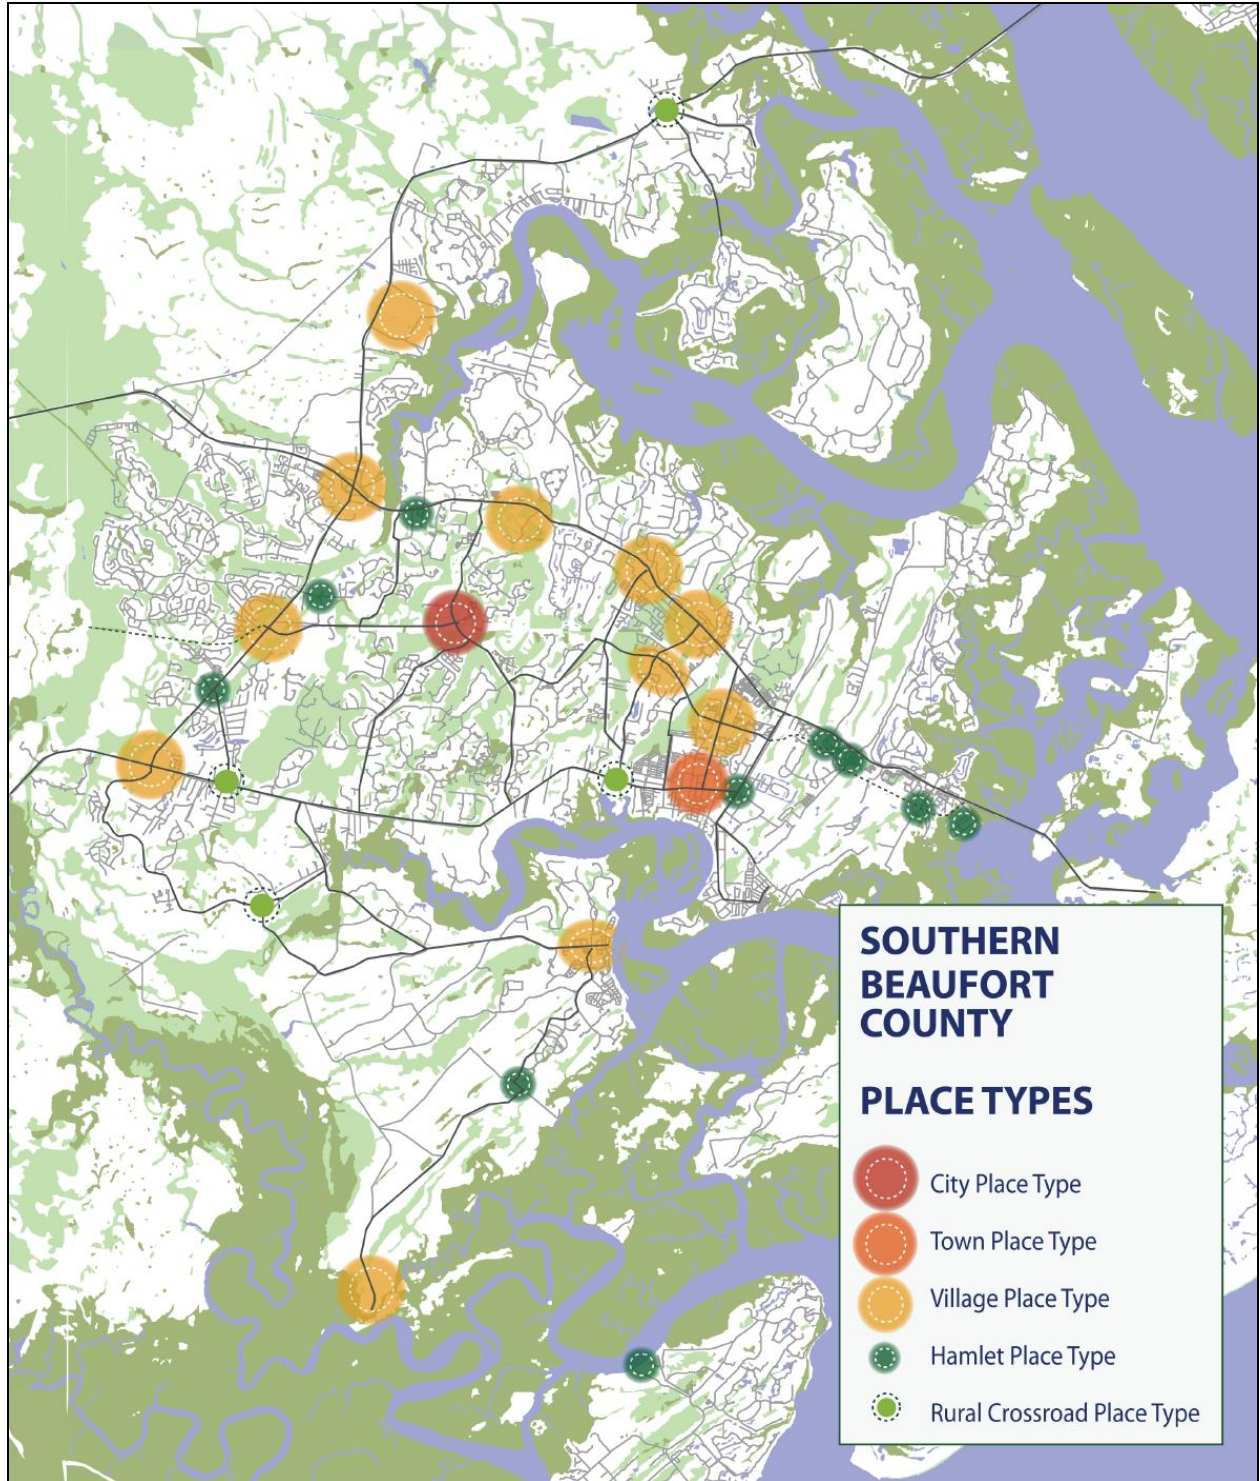 SOUTHERN
BEAUFORT
COUNTY
PLACE TYPES
City Place Type
Town Place Type
Village Place Type
Hamlet Place Type
Rural Crossroad Place Type